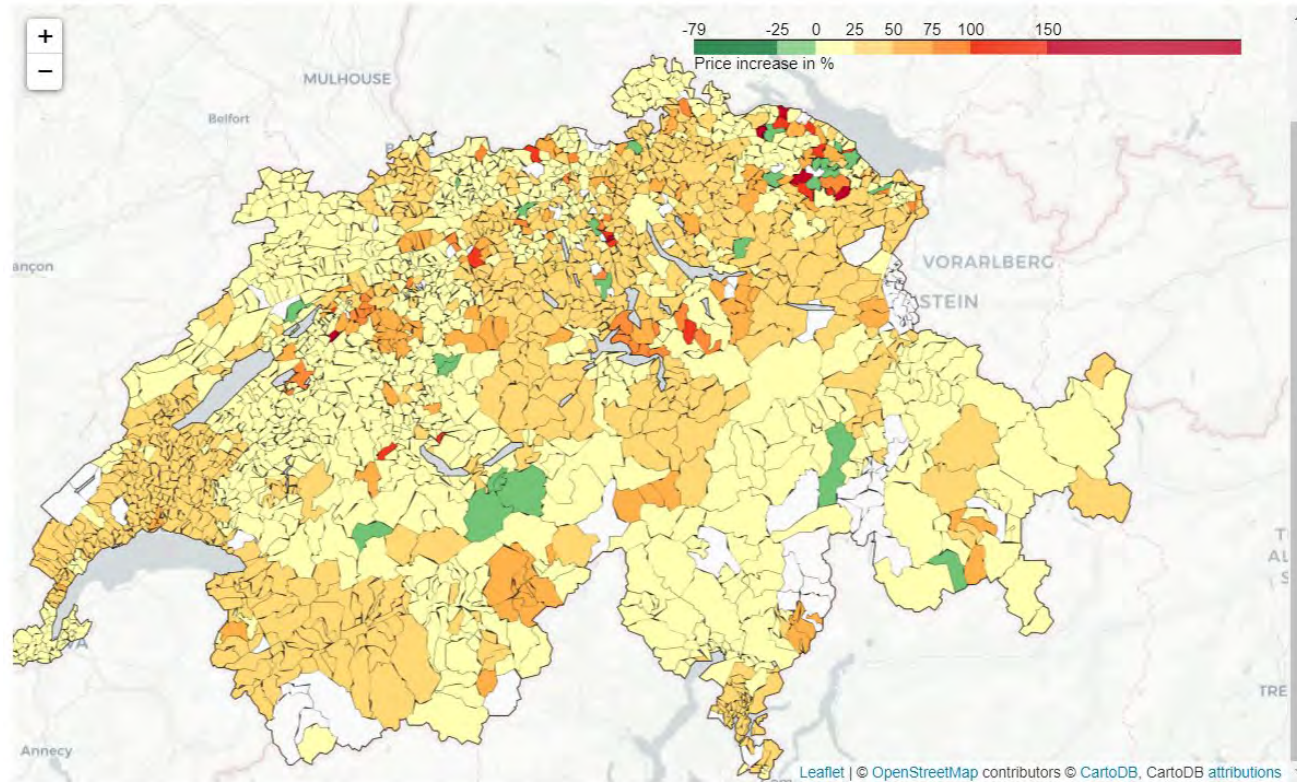 +
−
-79 -25 0 25 50 75 100 150
Price increase in %
MULHOUSE
Belfort
B
ançon
VORARLBERG
STEIN
VA
T
AL
S
TRE
Annecy
Leaflet | © OpenStreetMap contributors © CartoDB, CartoDB attributions